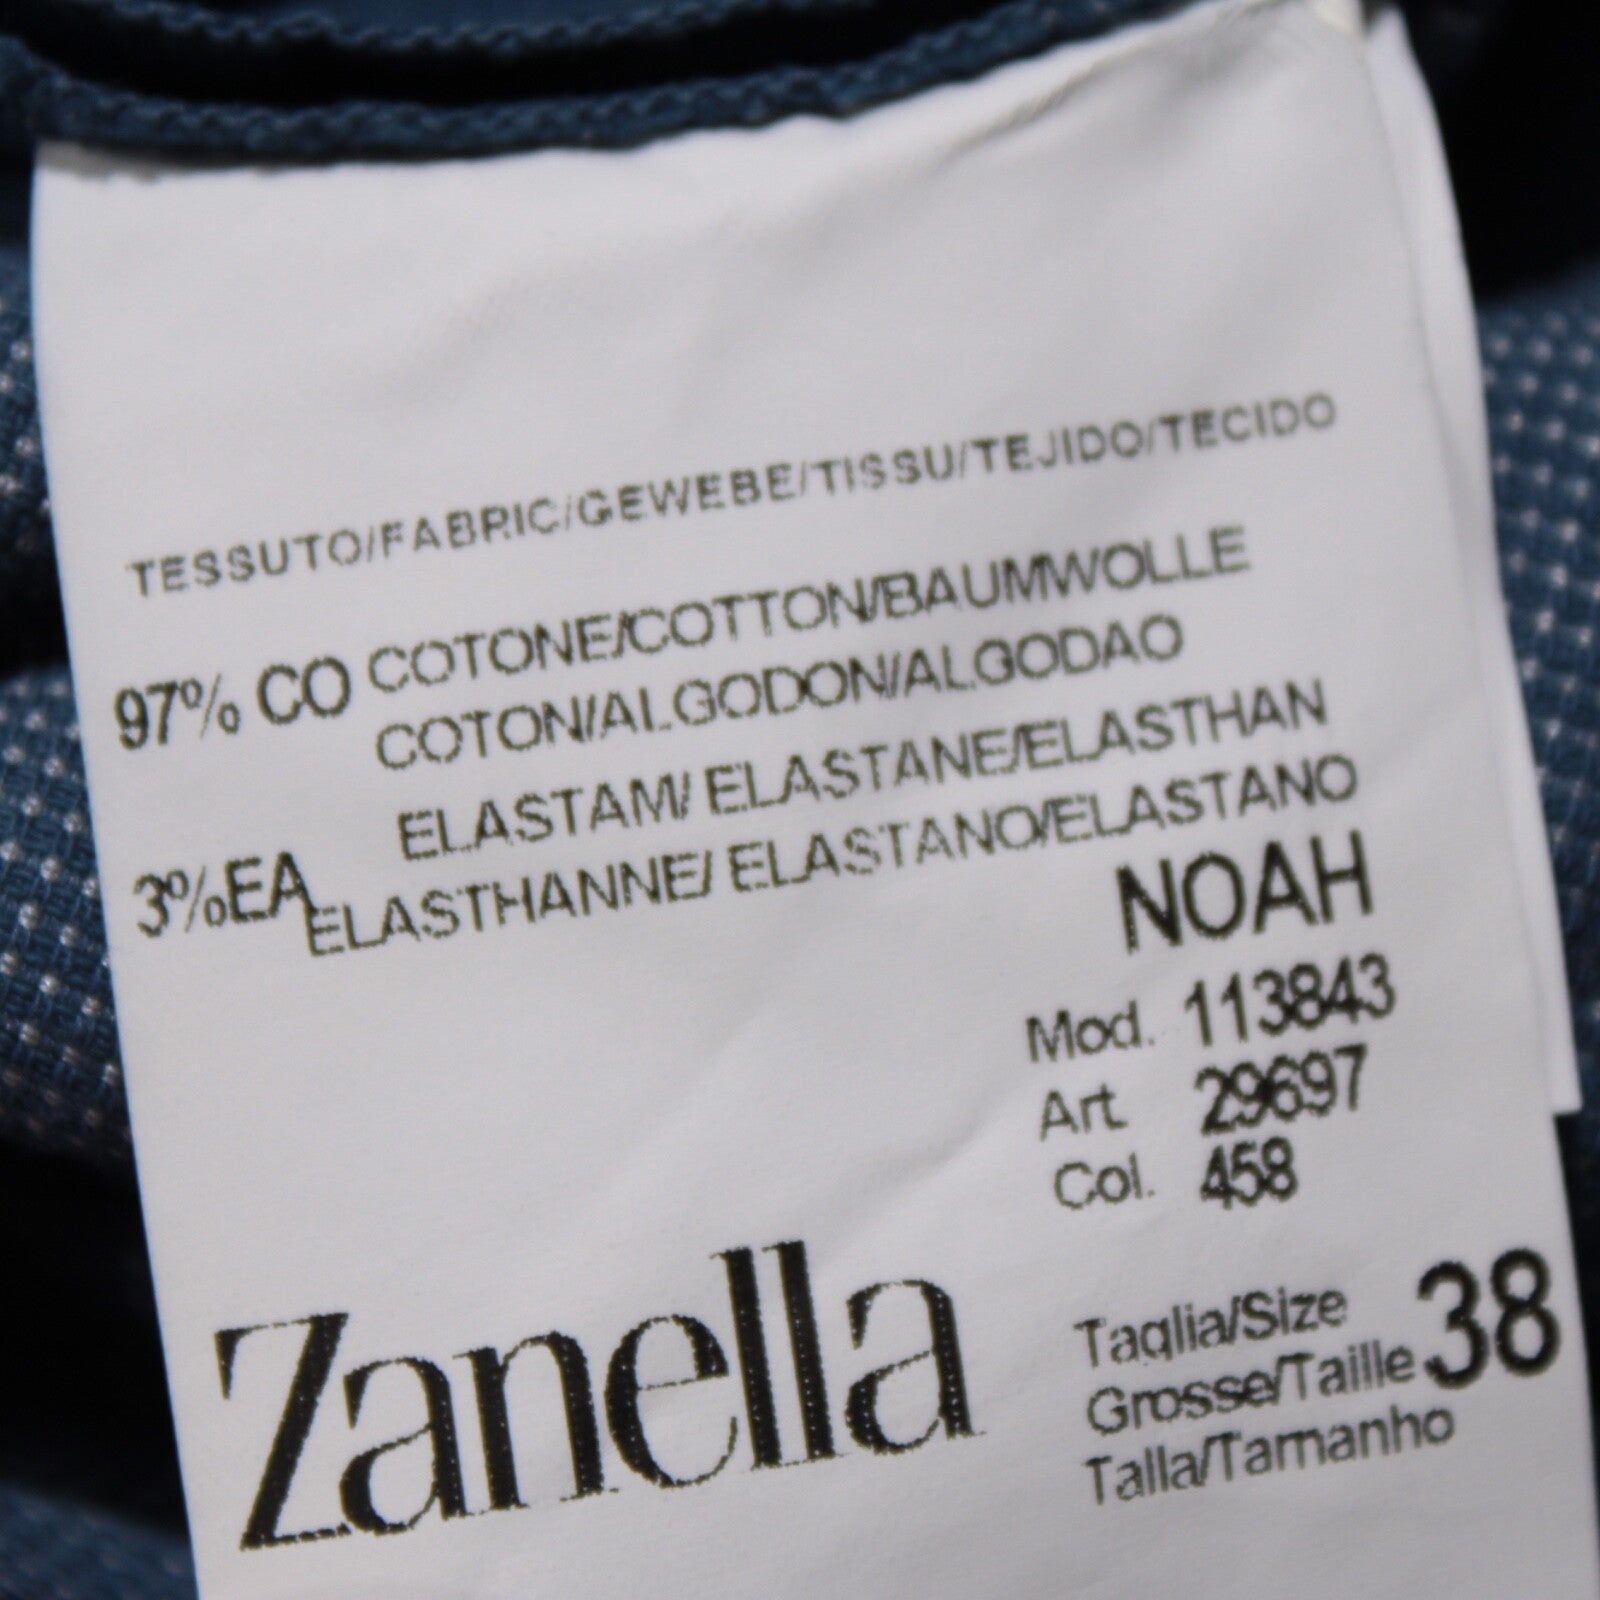 TESSUTO/FABRIC/GEWEBE/TISSU/TEJIDO/TECIDO
97% CO COTONE/COTTON/BAUMWOLLE
COTON/ALGODON/ALGODAO
ELASTAM/ ELASTANE/ELASTHAN
3%EA ELASTHANNE/ ELASTANO/ELASTANO
NOAH
Mod. 113843
Art. 29697
Col. 458
Zanella
Taglia/Size
Grosse/Taille 38
Talla/Tamanho